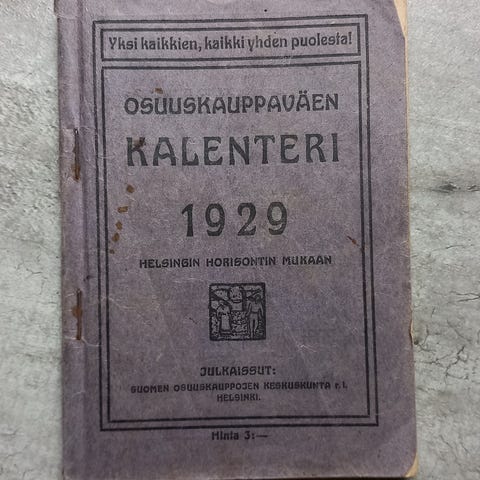 Yksi kaikkien, kaikki yhden puolesta!
OSUUSKAUPPAVÄEN
KALENTERI
1929
HELSINGIN HORISONTIN MUKAAN
JULKAISSUT:
SUOMEN OSUUSKAUPPOJEN KESKUSKUNTA r. l.
HELSINKI.
Hinta 3:—